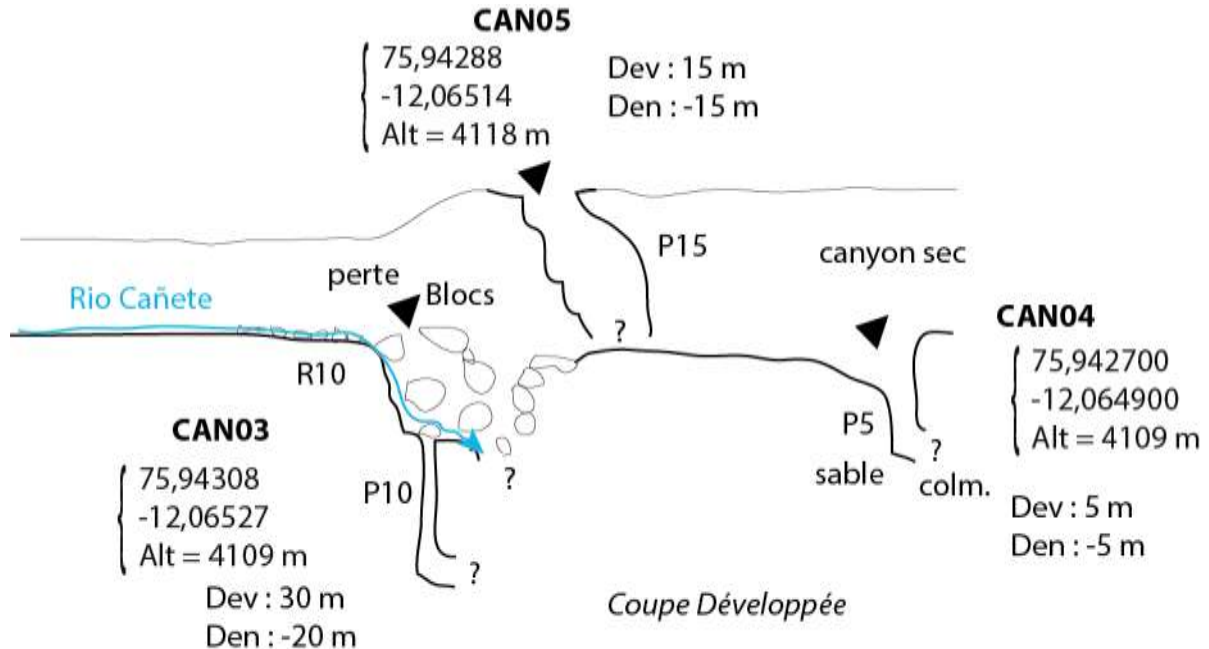 CAN05
75,94288
-12,06514
Alt = 4118 m
Dev : 15 m
Den : -15 m
P15
canyon sec
perte
Blocs
Rio Cañete
?
R10
CAN04
75,942700
-12,064900
Alt = 4109 m
Dev : 5 m
Den : -5 m
P5
?
sable
colm.
CAN03
75,94308
-12,06527
Alt = 4109 m
Dev : 30 m
Den : -20 m
P10
?
?
Coupe Développée